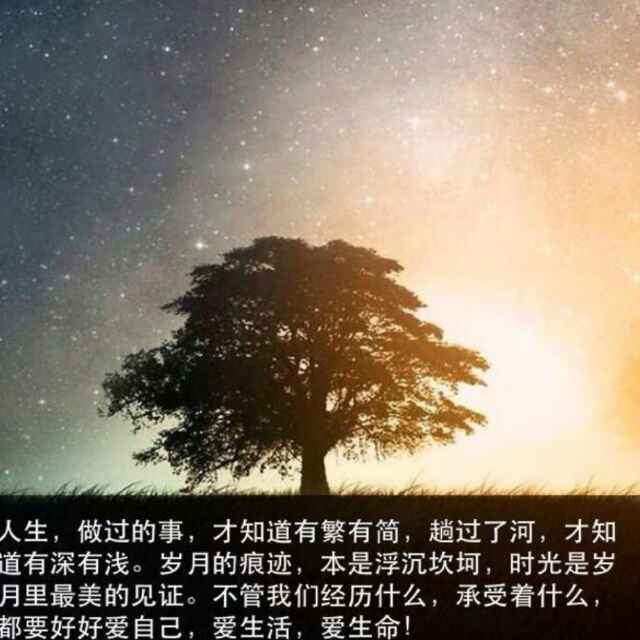 人生，做过的事，才知道有繁有简，趟过了河，才知
道有深有浅。岁月的痕迹，本是浮沉坎坷，时光是岁
月里最美的见证。不管我们经历什么，承受着什么，
都要好好爱自己，爱生活，爱生命！